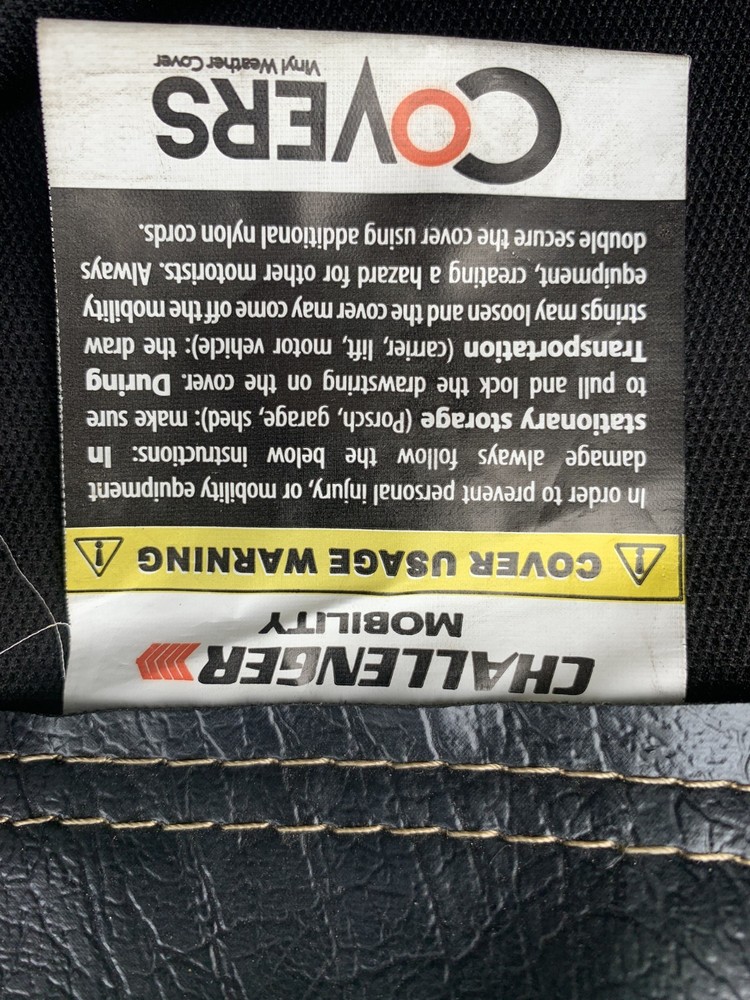 CHALLENGER
MOBILITY
COVER USAGE WARNING
In order to prevent personal injury, or mobility equipment
damage always follow the below instructions: In
stationary storage (Porsch, garage, shed): make sure
to pull and lock the drawstring on the cover. During
Transportation (carrier, lift, motor vehicle): the draw
strings may loosen and the cover may come off the mobility
equipment, creating a hazard for other motorists. Always
double secure the cover using additional nylon cords.
COVERS
Vinyl Weather Cover